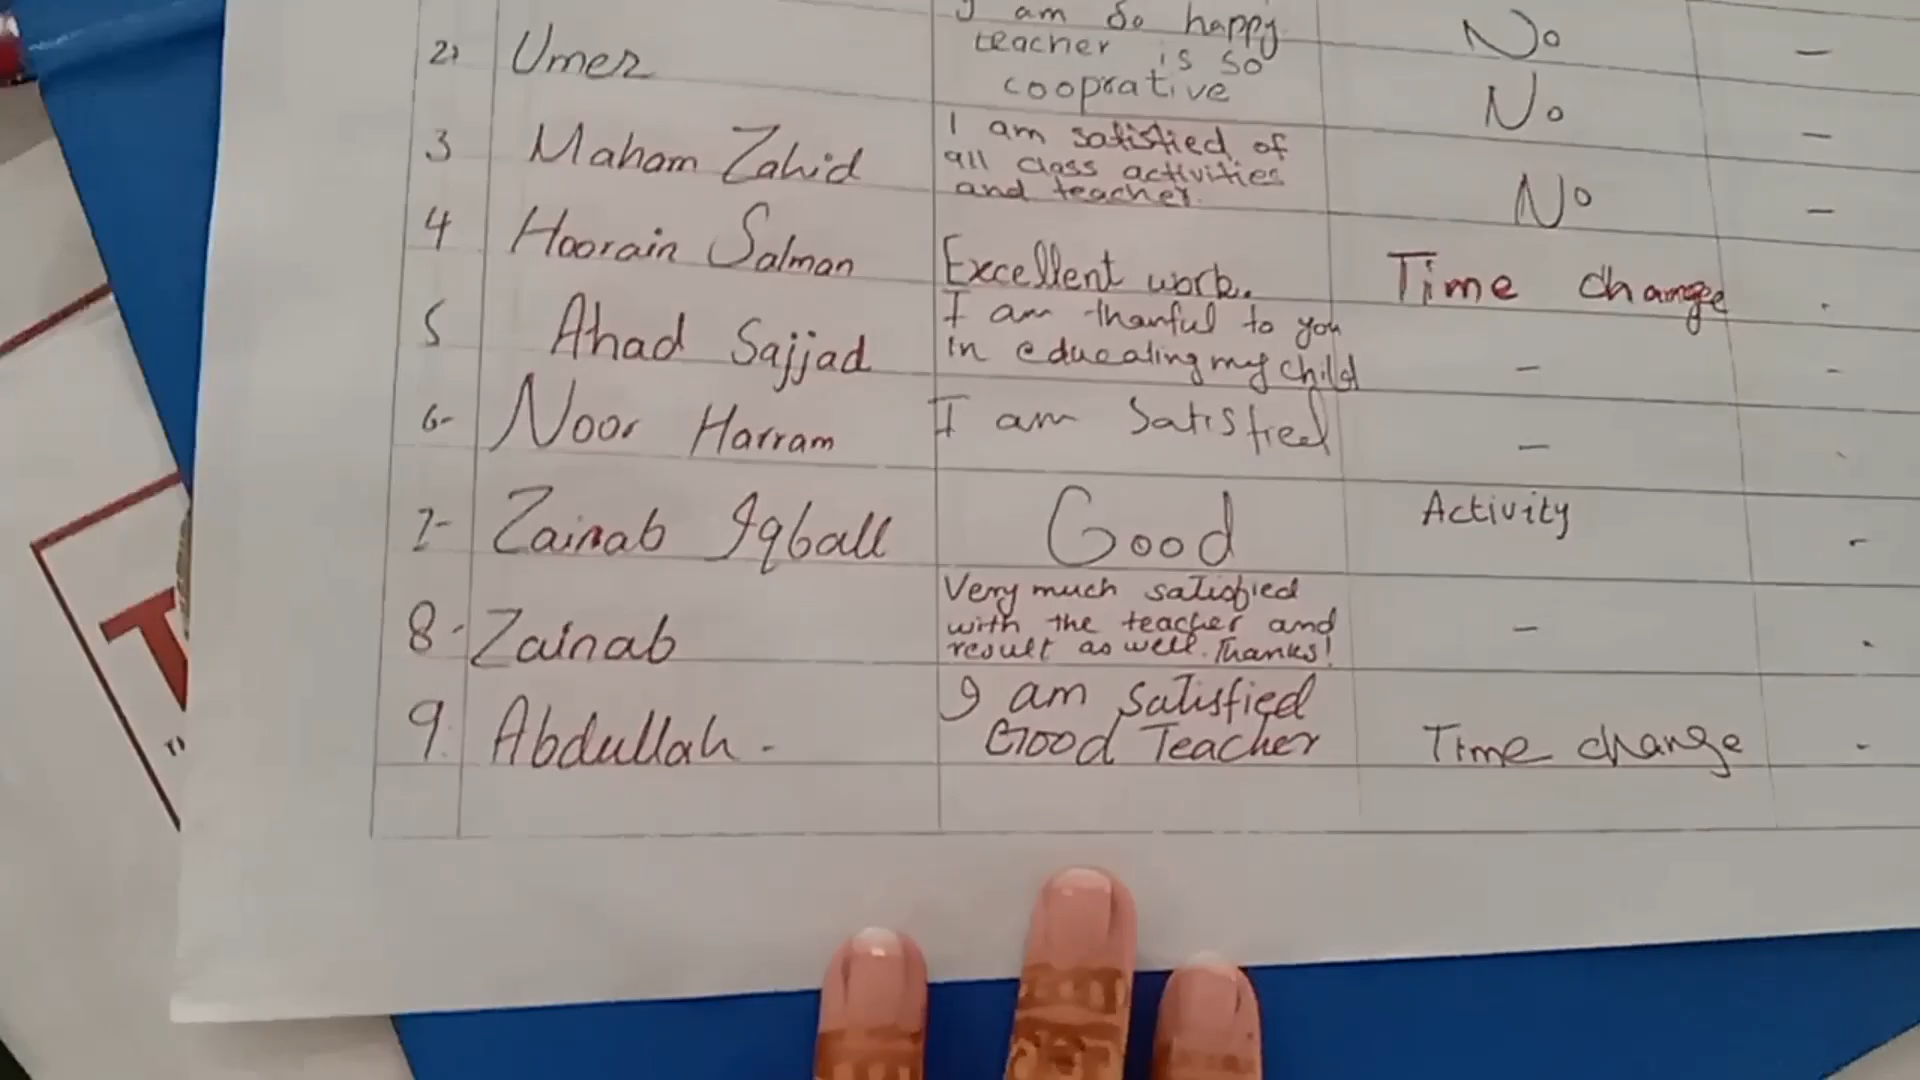 I am So happy
teacher is so
cooprative
No
-
2) Umer
No
-
3 Maham Zahid
I am satisfied of
all class activities
and teacher.
No
-
4 Hoorain Salman
Excellent work.
Time change
.
5 Ahad Sajjad
I am thanful to you
in educating my child
-
-
6- Noor Harram
I am Satisfied
-
.
7- Zainab Iqball
Good
Activity
-
8- Zainab
Very much satisfied
with the teacher and
result as well. Thanks!
-
.
9. Abdullah -
I am Satisfied
Good Teacher
Time change
-